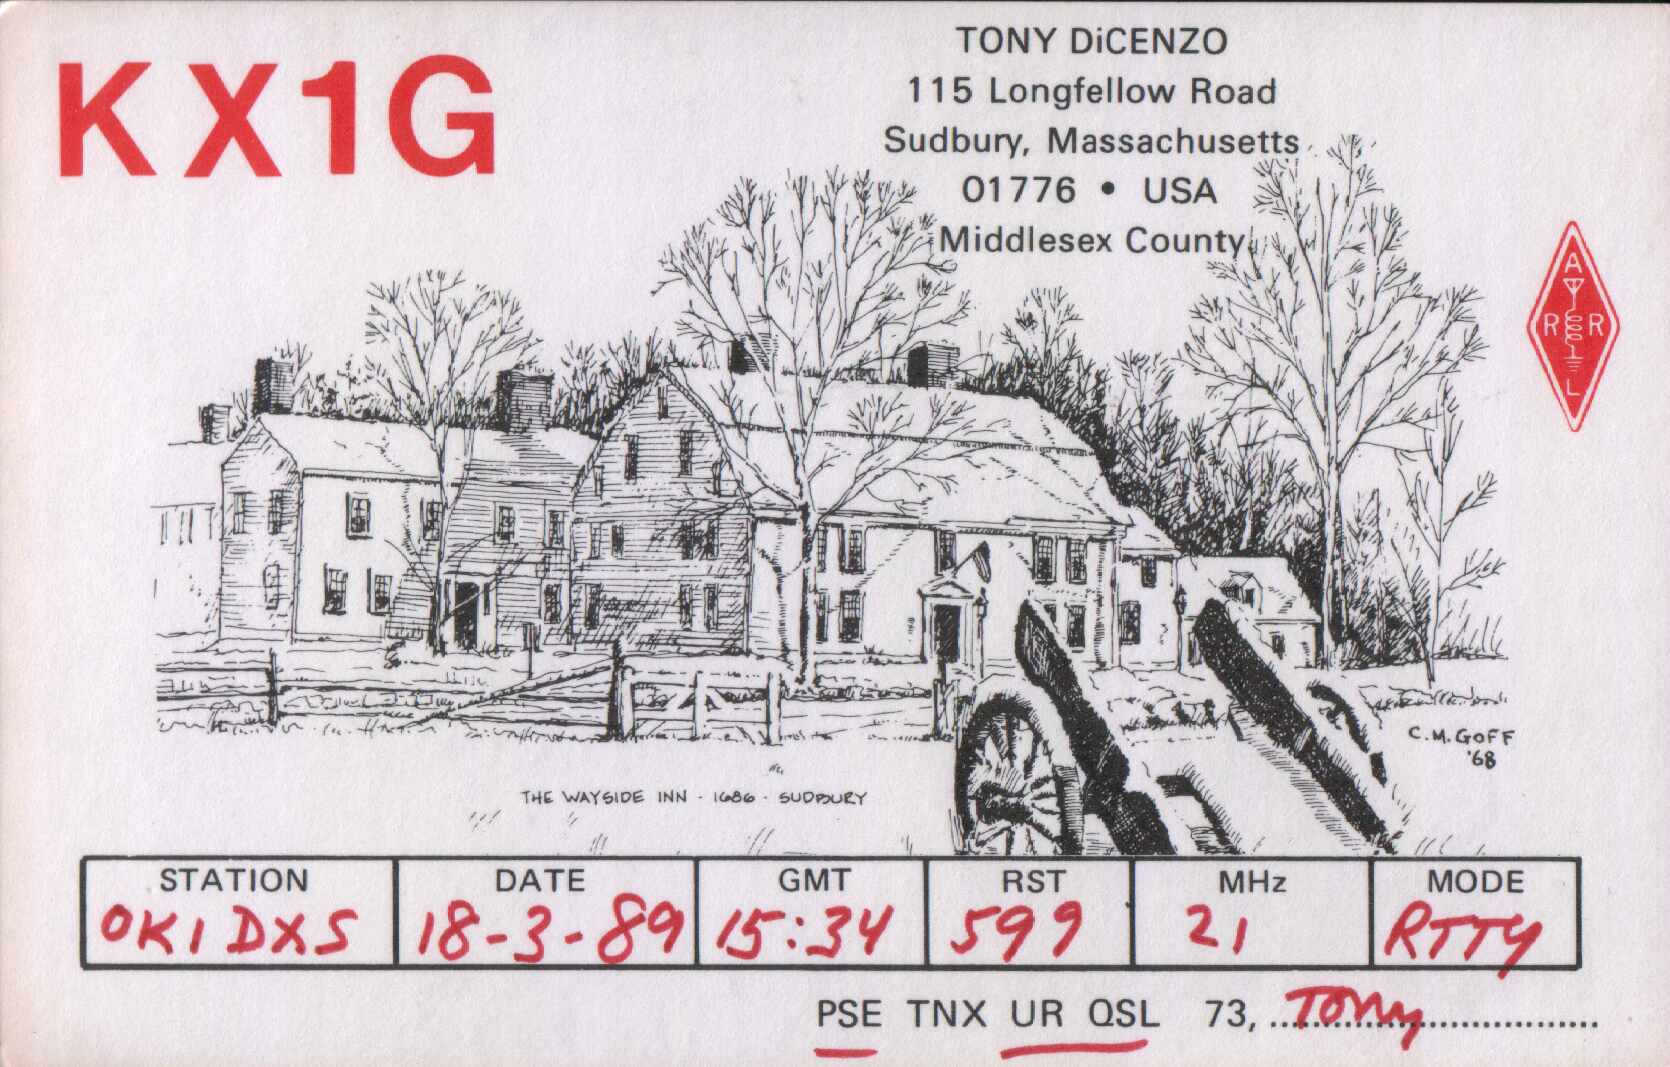 KX1G
TONY DiCENZO
115 Longfellow Road
Sudbury, Massachusetts
01776 • USA
Middlesex County
A
R R
L
C.M. GOFF
'68
THE WAYSIDE INN - 1686 - SUDBURY
STATION DATE GMT RST MHz MODE
OK1DXS 18-3-89 15:34 599 21 RTTY
PSE TNX UR QSL 73, Tony